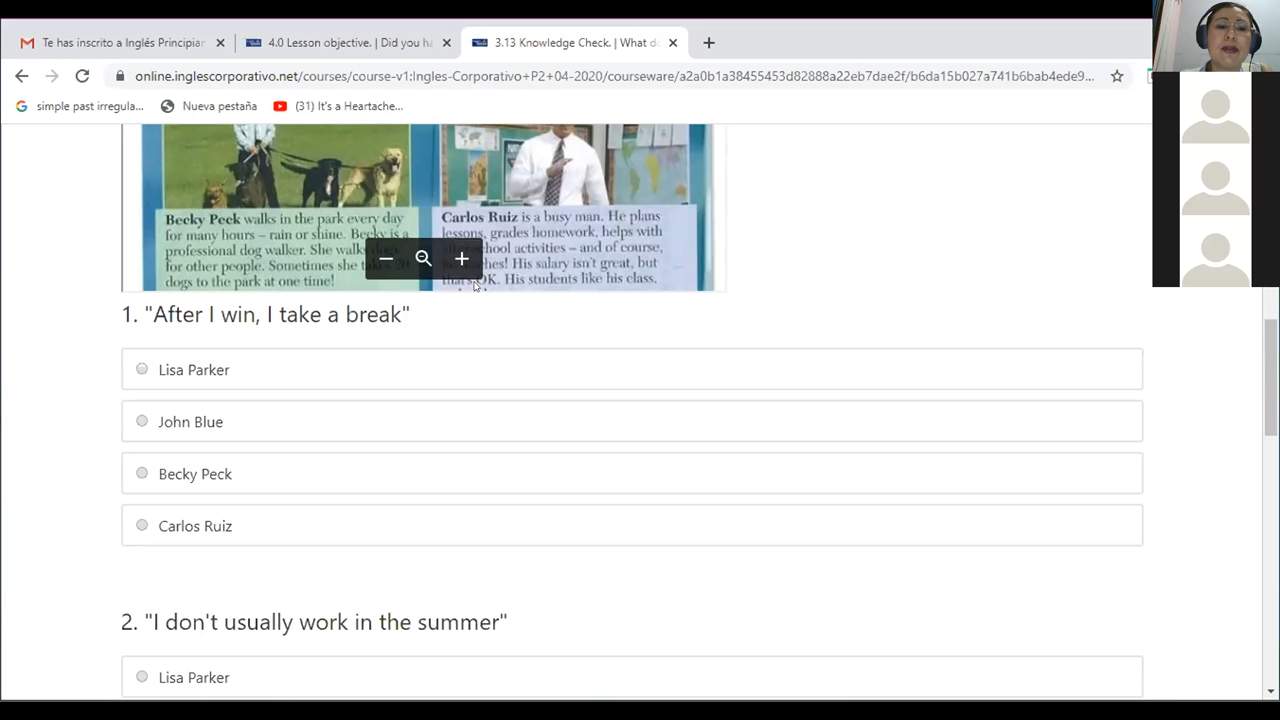 Te has inscrito a Inglés Principian
4.0 Lesson objective. | Did you ha
3.13 Knowledge Check. | What do
online.inglescorporativo.net/courses/course-v1:Ingles-Corporativo+P2+04-2020/courseware/a2a0b1a38455453d82888a22eb7dae2f/b6da15b027a741b6bab4ede9...
simple past irregula...
Nueva pestaña
(31) It's a Heartache...
Becky Peck walks in the park every day
for many hours – rain or shine. Becky is a
professional dog walker. She walks dogs
for other people. Sometimes she
dogs to the park at one time!
Carlos Ruiz is a busy man. He plans
lessons, grades homework, helps with
school activities – and of course,
His salary isn't great, but
that's OK. His students like his class,
1. "After I win, I take a break"
Lisa Parker
John Blue
Becky Peck
Carlos Ruiz
2. "I don't usually work in the summer"
Lisa Parker